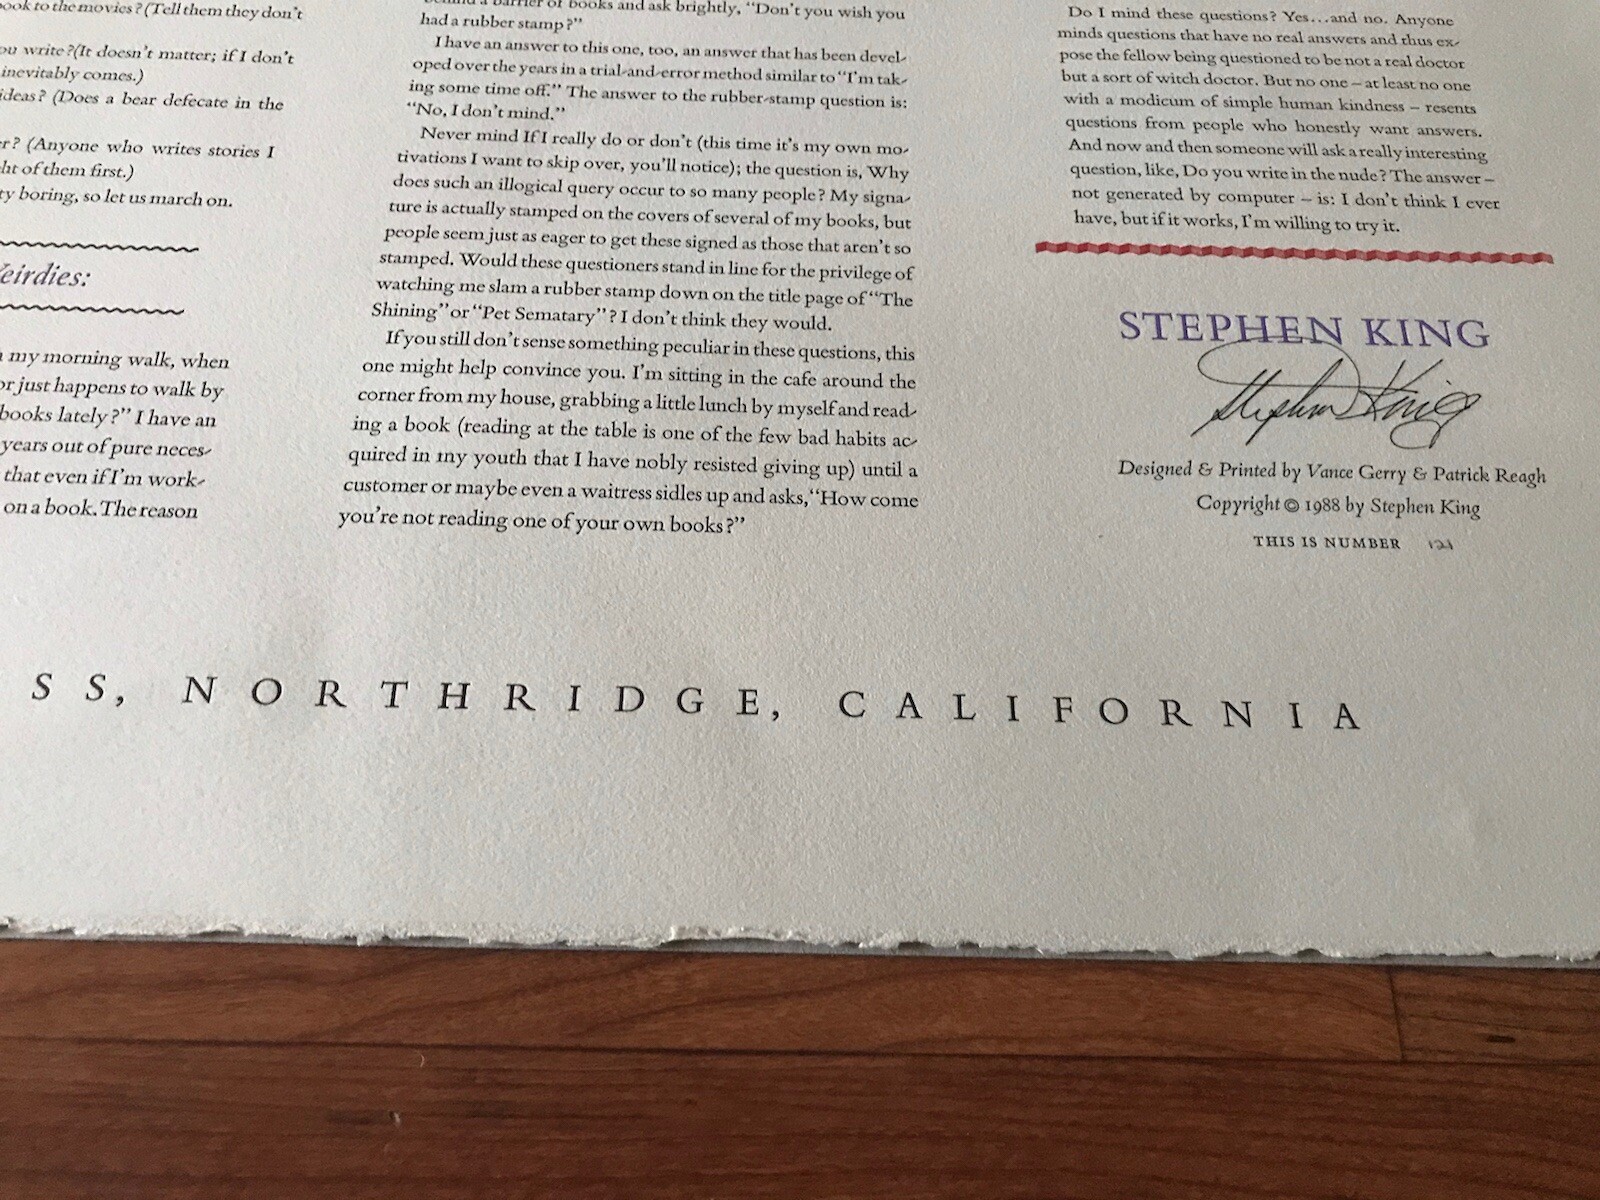 book to the movies? (Tell them they don't
you write? (It doesn't matter; if I don't
inevitably comes.)
ideas? (Does a bear defecate in the
r? (Anyone who writes stories I
ht of them first.)
ty boring, so let us march on.
eirdies:
my morning walk, when
or just happens to walk by
books lately?" I have an
years out of pure neces-
that even if I'm work-
on a book. The reason
behind a barrier of books and ask brightly, "Don't you wish you
had a rubber stamp?"
I have an answer to this one, too, an answer that has been devel-
oped over the years in a trial-and-error method similar to "I'm tak-
ing some time off." The answer to the rubber-stamp question is:
"No, I don't mind."
Never mind If I really do or don't (this time it's my own mo-
tivations I want to skip over, you'll notice); the question is, Why
does such an illogical query occur to so many people? My signa-
ture is actually stamped on the covers of several of my books, but
people seem just as eager to get these signed as those that aren't so
stamped. Would these questioners stand in line for the privilege of
watching me slam a rubber stamp down on the title page of "The
Shining" or "Pet Sematary"? I don't think they would.
If you still don't sense something peculiar in these questions, this
one might help convince you. I'm sitting in the cafe around the
corner from my house, grabbing a little lunch by myself and read-
ing a book (reading at the table is one of the few bad habits ac-
quired in my youth that I have nobly resisted giving up) until a
customer or maybe even a waitress sidles up and asks, "How come
you're not reading one of your own books?"
Do I mind these questions? Yes...and no. Anyone
minds questions that have no real answers and thus ex-
pose the fellow being questioned to be not a real doctor
but a sort of witch doctor. But no one – at least no one
with a modicum of simple human kindness – resents
questions from people who honestly want answers.
And now and then someone will ask a really interesting
question, like, Do you write in the nude? The answer –
not generated by computer – is: I don't think I ever
have, but if it works, I'm willing to try it.
STEPHEN KING
Stephen King
Designed & Printed by Vance Gerry & Patrick Reagh
Copyright © 1988 by Stephen King
THIS IS NUMBER 121
SS, NORTHRIDGE, CALIFORNIA